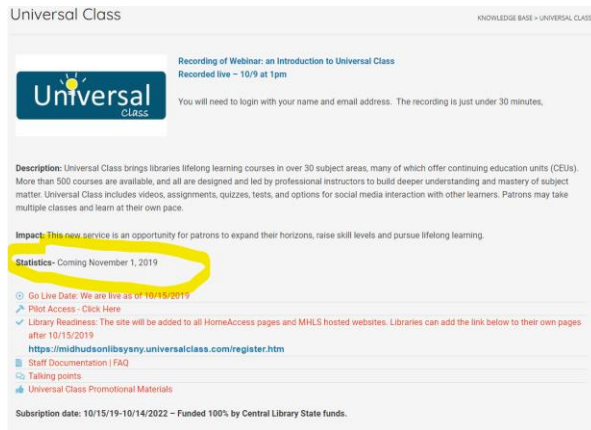 Universal Class
KNOWLEDGE BASE > UNIVERSAL CLASS
Universal
class
Recording of Webinar: an Introduction to Universal Class
Recorded live – 10/9 at 1pm
You will need to login with your name and email address. The recording is just under 30 minutes,
Description: Universal Class brings libraries lifelong learning courses in over 30 subject areas, many of which offer continuing education units (CEUs).
More than 500 courses are available, and all are designed and led by professional instructors to build deeper understanding and mastery of subject
matter. Universal Class includes videos, assignments, quizzes, tests, and options for social media interaction with other learners. Patrons may take
multiple classes and learn at their own pace.
Impact: This new service is an opportunity for patrons to expand their horizons, raise skill levels and pursue lifelong learning.
Statistics- Coming November 1, 2019
Go Live Date: We are live as of 10/15/2019
Pilot Access - Click Here
Library Readiness: The site will be added to all HomeAccess pages and MHLS hosted websites. Libraries can add the link below to their own pages
after 10/15/2019
https://midhudsonlibsysny.universalclass.com/register.htm
Staff Documentation | FAQ
Talking points
Universal Class Promotional Materials
Subsription date: 10/15/19-10/14/2022 – Funded 100% by Central Library State funds.